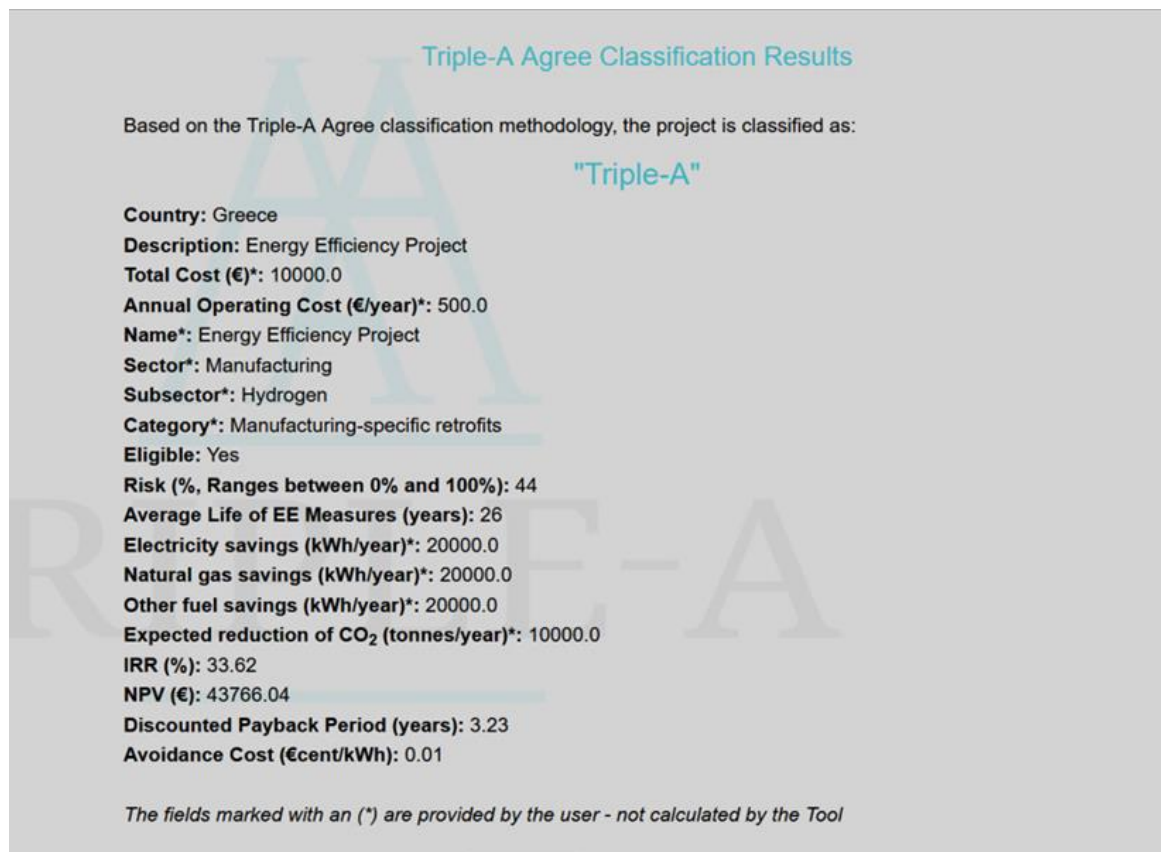 Triple-A Agree Classification Results
Based on the Triple-A Agree classification methodology, the project is classified as:
"Triple-A"
Country: Greece
Description: Energy Efficiency Project
Total Cost (€)*: 10000.0
Annual Operating Cost (€/year)*: 500.0
Name*: Energy Efficiency Project
Sector*: Manufacturing
Subsector*: Hydrogen
Category*: Manufacturing-specific retrofits
Eligible: Yes
Risk (%, Ranges between 0% and 100%): 44
Average Life of EE Measures (years): 26
Electricity savings (kWh/year)*: 20000.0
Natural gas savings (kWh/year)*: 20000.0
Other fuel savings (kWh/year)*: 20000.0
Expected reduction of CO₂ (tonnes/year)*: 10000.0
IRR (%): 33.62
NPV (€): 43766.04
Discounted Payback Period (years): 3.23
Avoidance Cost (€cent/kWh): 0.01
The fields marked with an (*) are provided by the user - not calculated by the Tool
RIPLE-A